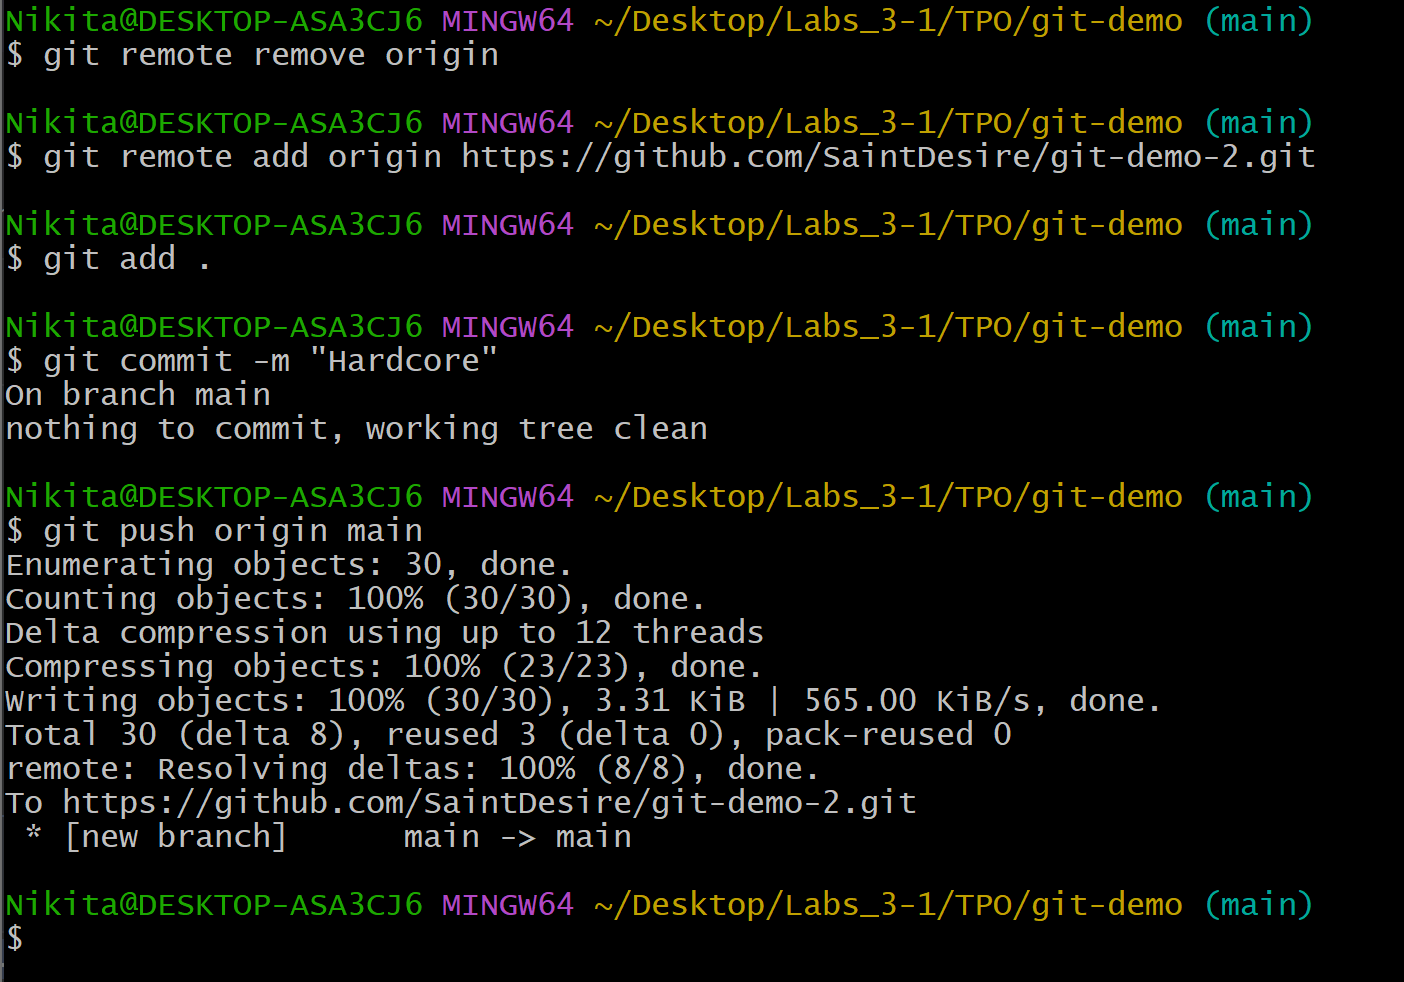 Nikita@DESKTOP-ASA3CJ6 MINGW64 ~/Desktop/Labs_3-1/TPO/git-demo (main)
$ git remote remove origin
Nikita@DESKTOP-ASA3CJ6 MINGW64 ~/Desktop/Labs_3-1/TPO/git-demo (main)
$ git remote add origin https://github.com/SaintDesire/git-demo-2.git
Nikita@DESKTOP-ASA3CJ6 MINGW64 ~/Desktop/Labs_3-1/TPO/git-demo (main)
$ git add .
Nikita@DESKTOP-ASA3CJ6 MINGW64 ~/Desktop/Labs_3-1/TPO/git-demo (main)
$ git commit -m "Hardcore"
On branch main
nothing to commit, working tree clean
Nikita@DESKTOP-ASA3CJ6 MINGW64 ~/Desktop/Labs_3-1/TPO/git-demo (main)
$ git push origin main
Enumerating objects: 30, done.
Counting objects: 100% (30/30), done.
Delta compression using up to 12 threads
Compressing objects: 100% (23/23), done.
Writing objects: 100% (30/30), 3.31 KiB | 565.00 KiB/s, done.
Total 30 (delta 8), reused 3 (delta 0), pack-reused 0
remote: Resolving deltas: 100% (8/8), done.
To https://github.com/SaintDesire/git-demo-2.git
 * [new branch]      main -> main
Nikita@DESKTOP-ASA3CJ6 MINGW64 ~/Desktop/Labs_3-1/TPO/git-demo (main)
$